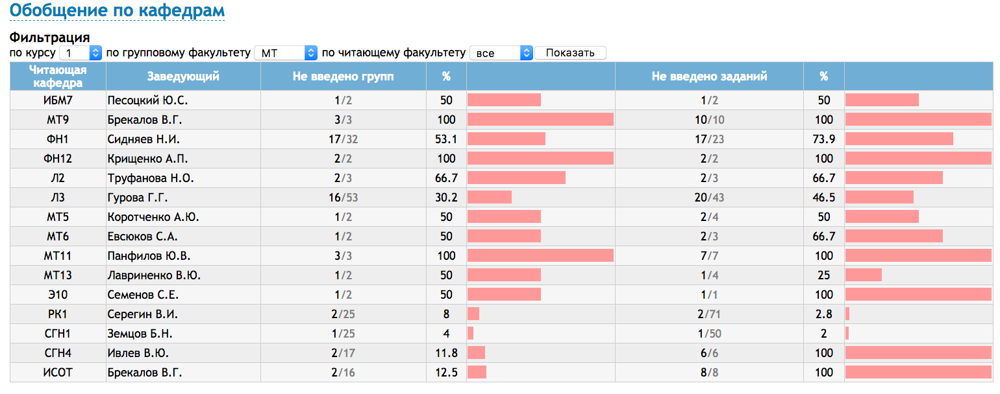 Обобщение по кафедрам
Фильтрация
по курсу 1 по групповому факультету МТ по читающему факультету все Показать
Читающая кафедра Заведующий Не введено групп % Не введено заданий %
ИБМ7 Песоцкий Ю.С. 1/2 50 1/2 50
МТ9 Брекалов В.Г. 3/3 100 10/10 100
ФН1 Сидняев Н.И. 17/32 53.1 17/23 73.9
ФН12 Крищенко А.П. 2/2 100 2/2 100
Л2 Труфанова Н.О. 2/3 66.7 2/3 66.7
Л3 Гурова Г.Г. 16/53 30.2 20/43 46.5
МТ5 Коротченко А.Ю. 1/2 50 2/4 50
МТ6 Евсюков С.А. 1/2 50 2/3 66.7
МТ11 Панфилов Ю.В. 3/3 100 7/7 100
МТ13 Лавриненко В.Ю. 1/2 50 1/4 25
Э10 Семенов С.Е. 1/2 50 1/1 100
РК1 Серегин В.И. 2/25 8 2/71 2.8
СГН1 Земцов Б.Н. 1/25 4 1/50 2
СГН4 Ивлев В.Ю. 2/17 11.8 6/6 100
ИСОТ Брекалов В.Г. 2/16 12.5 8/8 100